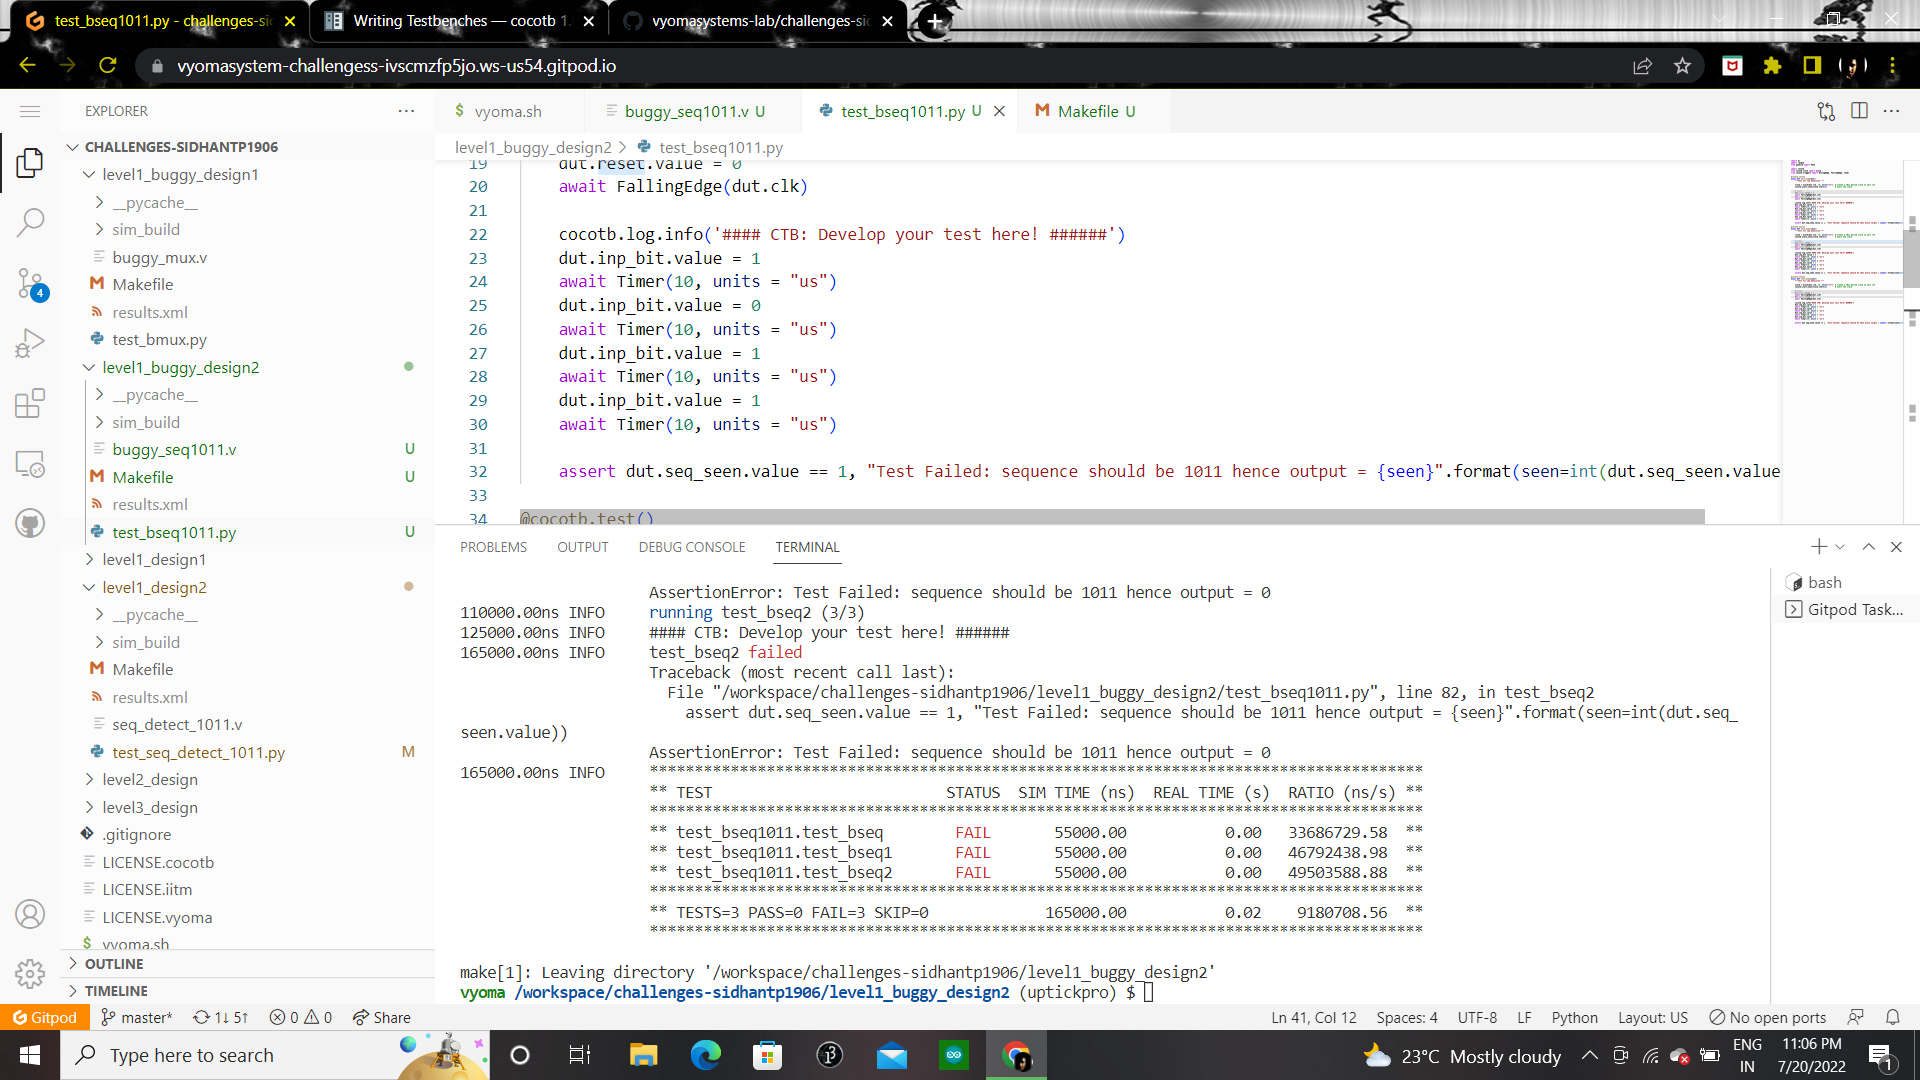 test_bseq1011.py - challenges-si
Writing Testbenches — cocotb 1.
vyomasystems-lab/challenges-si
vyomasystem-challengess-ivscmzfp5jo.ws-us54.gitpod.io
EXPLORER
CHALLENGES-SIDHANTP1906
level1_buggy_design1
__pycache__
sim_build
buggy_mux.v
Makefile
results.xml
test_bmux.py
level1_buggy_design2
__pycache__
sim_build
buggy_seq1011.v U
Makefile U
results.xml
test_bseq1011.py U
level1_design1
level1_design2
__pycache__
sim_build
Makefile
results.xml
seq_detect_1011.v
test_seq_detect_1011.py M
level2_design
level3_design
.gitignore
LICENSE.cocotb
LICENSE.iitm
LICENSE.vyoma
vyoma.sh
OUTLINE
TIMELINE
4
vyoma.sh
buggy_seq1011.v U
test_bseq1011.py U
Makefile U
level1_buggy_design2 > test_bseq1011.py
19 dut.reset.value = 0
20 await FallingEdge(dut.clk)
21
22 cocotb.log.info('#### CTB: Develop your test here! ######')
23 dut.inp_bit.value = 1
24 await Timer(10, units = "us")
25 dut.inp_bit.value = 0
26 await Timer(10, units = "us")
27 dut.inp_bit.value = 1
28 await Timer(10, units = "us")
29 dut.inp_bit.value = 1
30 await Timer(10, units = "us")
31
32 assert dut.seq_seen.value == 1, "Test Failed: sequence should be 1011 hence output = {seen}".format(seen=int(dut.seq_seen.value
33
34 @cocotb.test()
PROBLEMS OUTPUT DEBUG CONSOLE TERMINAL
bash
Gitpod Task...
AssertionError: Test Failed: sequence should be 1011 hence output = 0
110000.00ns INFO running test_bseq2 (3/3)
125000.00ns INFO #### CTB: Develop your test here! ######
165000.00ns INFO test_bseq2 failed
Traceback (most recent call last):
File "/workspace/challenges-sidhantp1906/level1_buggy_design2/test_bseq1011.py", line 82, in test_bseq2
assert dut.seq_seen.value == 1, "Test Failed: sequence should be 1011 hence output = {seen}".format(seen=int(dut.seq_
seen.value))
AssertionError: Test Failed: sequence should be 1011 hence output = 0
165000.00ns INFO **************************************************************************************
** TEST STATUS SIM TIME (ns) REAL TIME (s) RATIO (ns/s) **
**************************************************************************************
** test_bseq1011.test_bseq FAIL 55000.00 0.00 33686729.58 **
** test_bseq1011.test_bseq1 FAIL 55000.00 0.00 46792438.98 **
** test_bseq1011.test_bseq2 FAIL 55000.00 0.00 49503588.88 **
**************************************************************************************
** TESTS=3 PASS=0 FAIL=3 SKIP=0 165000.00 0.02 9180708.56 **
**************************************************************************************
make[1]: Leaving directory '/workspace/challenges-sidhantp1906/level1_buggy_design2'
vyoma /workspace/challenges-sidhantp1906/level1_buggy_design2 (uptickpro) $
Gitpod master* 1↓ 5↑ 0 0 Share Ln 41, Col 12 Spaces: 4 UTF-8 LF Python Layout: US No open ports
Type here to search
23°C Mostly cloudy
ENG
IN
11:06 PM
7/20/2022
1